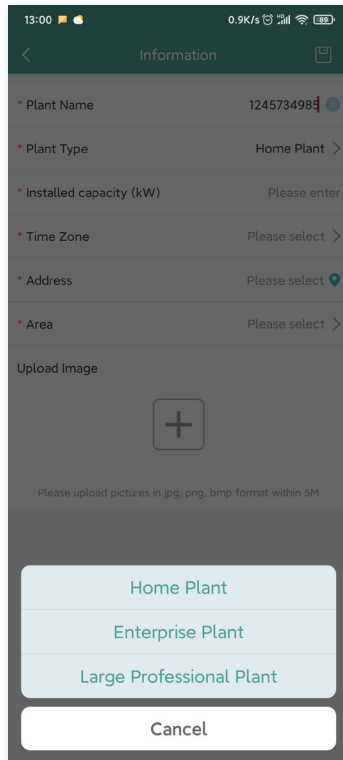 13:00 0.9K/s HD 89
Information
* Plant Name 1245734985
* Plant Type Home Plant
* Installed capacity (kW) Please enter
* Time Zone Please select
* Address Please select
* Area Please select
Upload Image
Please upload pictures in jpg, png, bmp format within 5M
Home Plant
Enterprise Plant
Large Professional Plant
Cancel